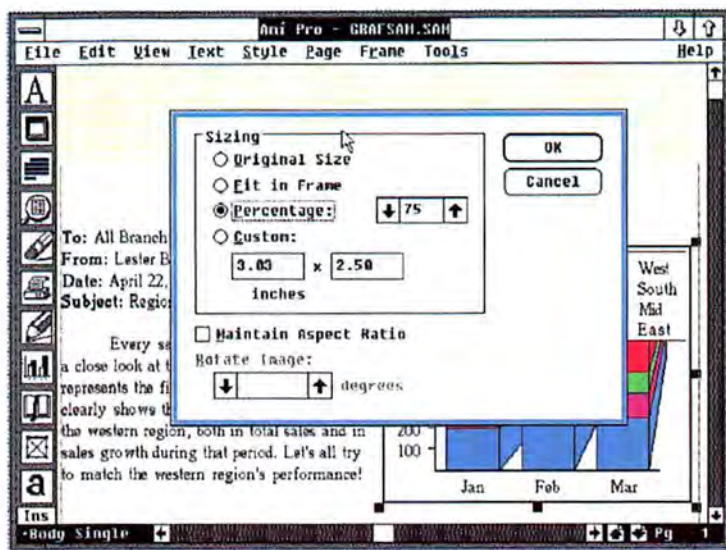 Ami Pro - GRAFSAM.SAM
File Edit View Text Style Page Frame Tools Help
A
Sizing
Original Size
Fit in Frame
Percentage: 75
Custom:
3.03 x 2.50
inches
OK
Cancel
Maintain Aspect Ratio
Rotate Image:
degrees
To: All Branch
From: Lester B
Date: April 22,
Subject: Regio
Every sa
a close look at t
represents the fi
clearly shows th
the western region, both in total sales and in
sales growth during that period. Let's all try
to match the western region's performance!
West
South
Mid
East
200
100
Jan Feb Mar
a
Ins
Body Single Pg 1